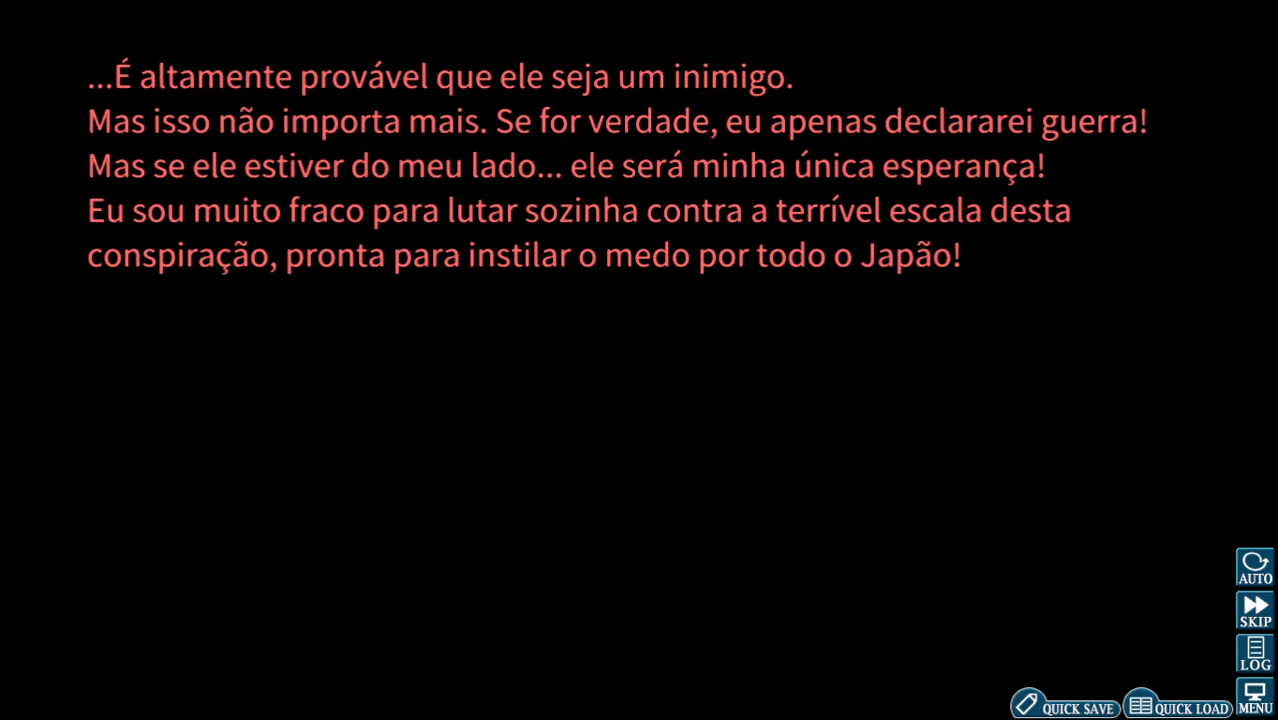 ...É altamente provável que ele seja um inimigo.
Mas isso não importa mais. Se for verdade, eu apenas declararei guerra!
Mas se ele estiver do meu lado... ele será minha única esperança!
Eu sou muito fraco para lutar sozinha contra a terrível escala desta
conspiração, pronta para instilar o medo por todo o Japão!
AUTO
SKIP
LOG
QUICK SAVE
QUICK LOAD
MENU